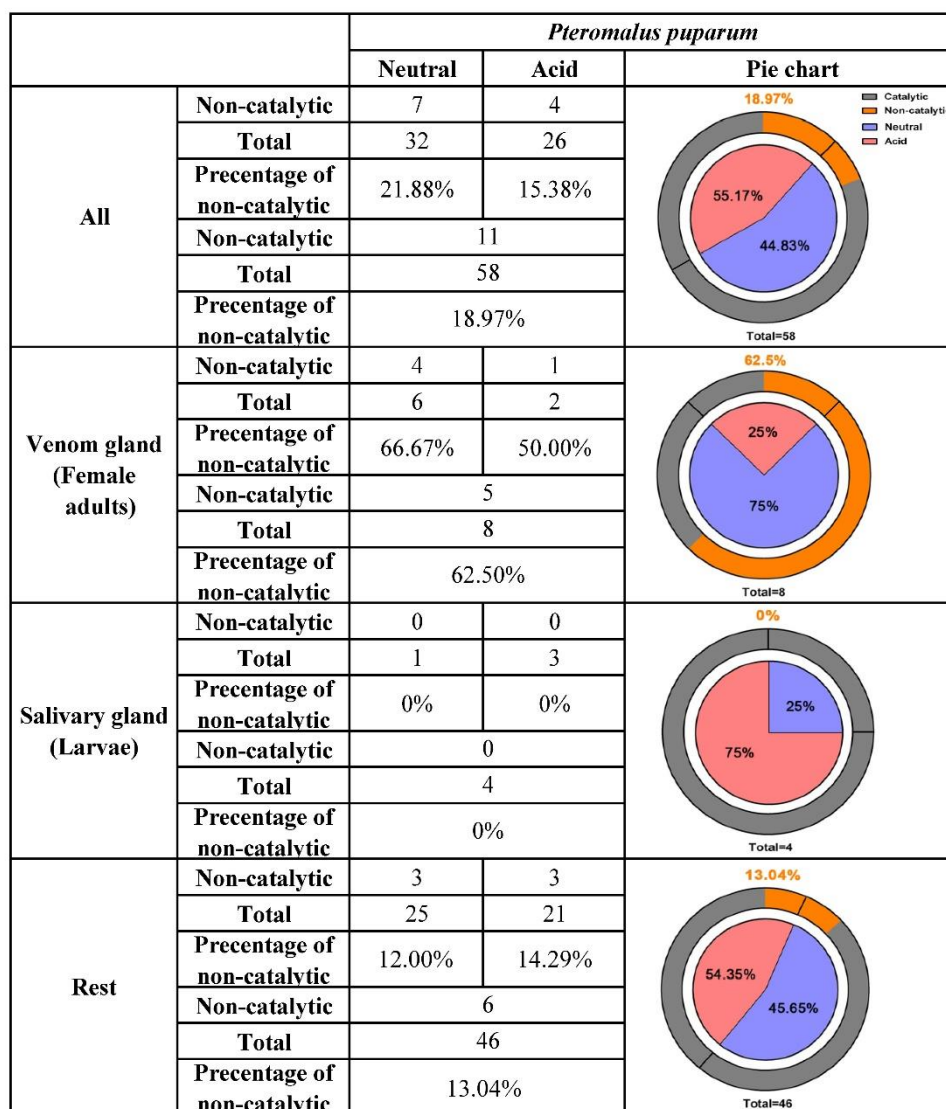 Pteromalus puparum
Neutral Acid Pie chart
All
Non-catalytic 7 4
Total 32 26
Precentage of
non-catalytic
21.88% 15.38%
Non-catalytic 11
Total 58
Precentage of
non-catalytic
18.97%
18.97%
Catalytic
Non-catalytic
Neutral
Acid
55.17%
44.83%
Total=58
Venom gland
(Female
adults)
Non-catalytic 4 1
Total 6 2
Precentage of
non-catalytic
66.67% 50.00%
Non-catalytic 5
Total 8
Precentage of
non-catalytic
62.50%
62.5%
25%
75%
Total=8
Salivary gland
(Larvae)
Non-catalytic 0 0
Total 1 3
Precentage of
non-catalytic
0% 0%
Non-catalytic 0
Total 4
Precentage of
non-catalytic
0%
0%
25%
75%
Total=4
Rest
Non-catalytic 3 3
Total 25 21
Precentage of
non-catalytic
12.00% 14.29%
Non-catalytic 6
Total 46
Precentage of
non-catalytic
13.04%
13.04%
54.35%
45.65%
Total=46